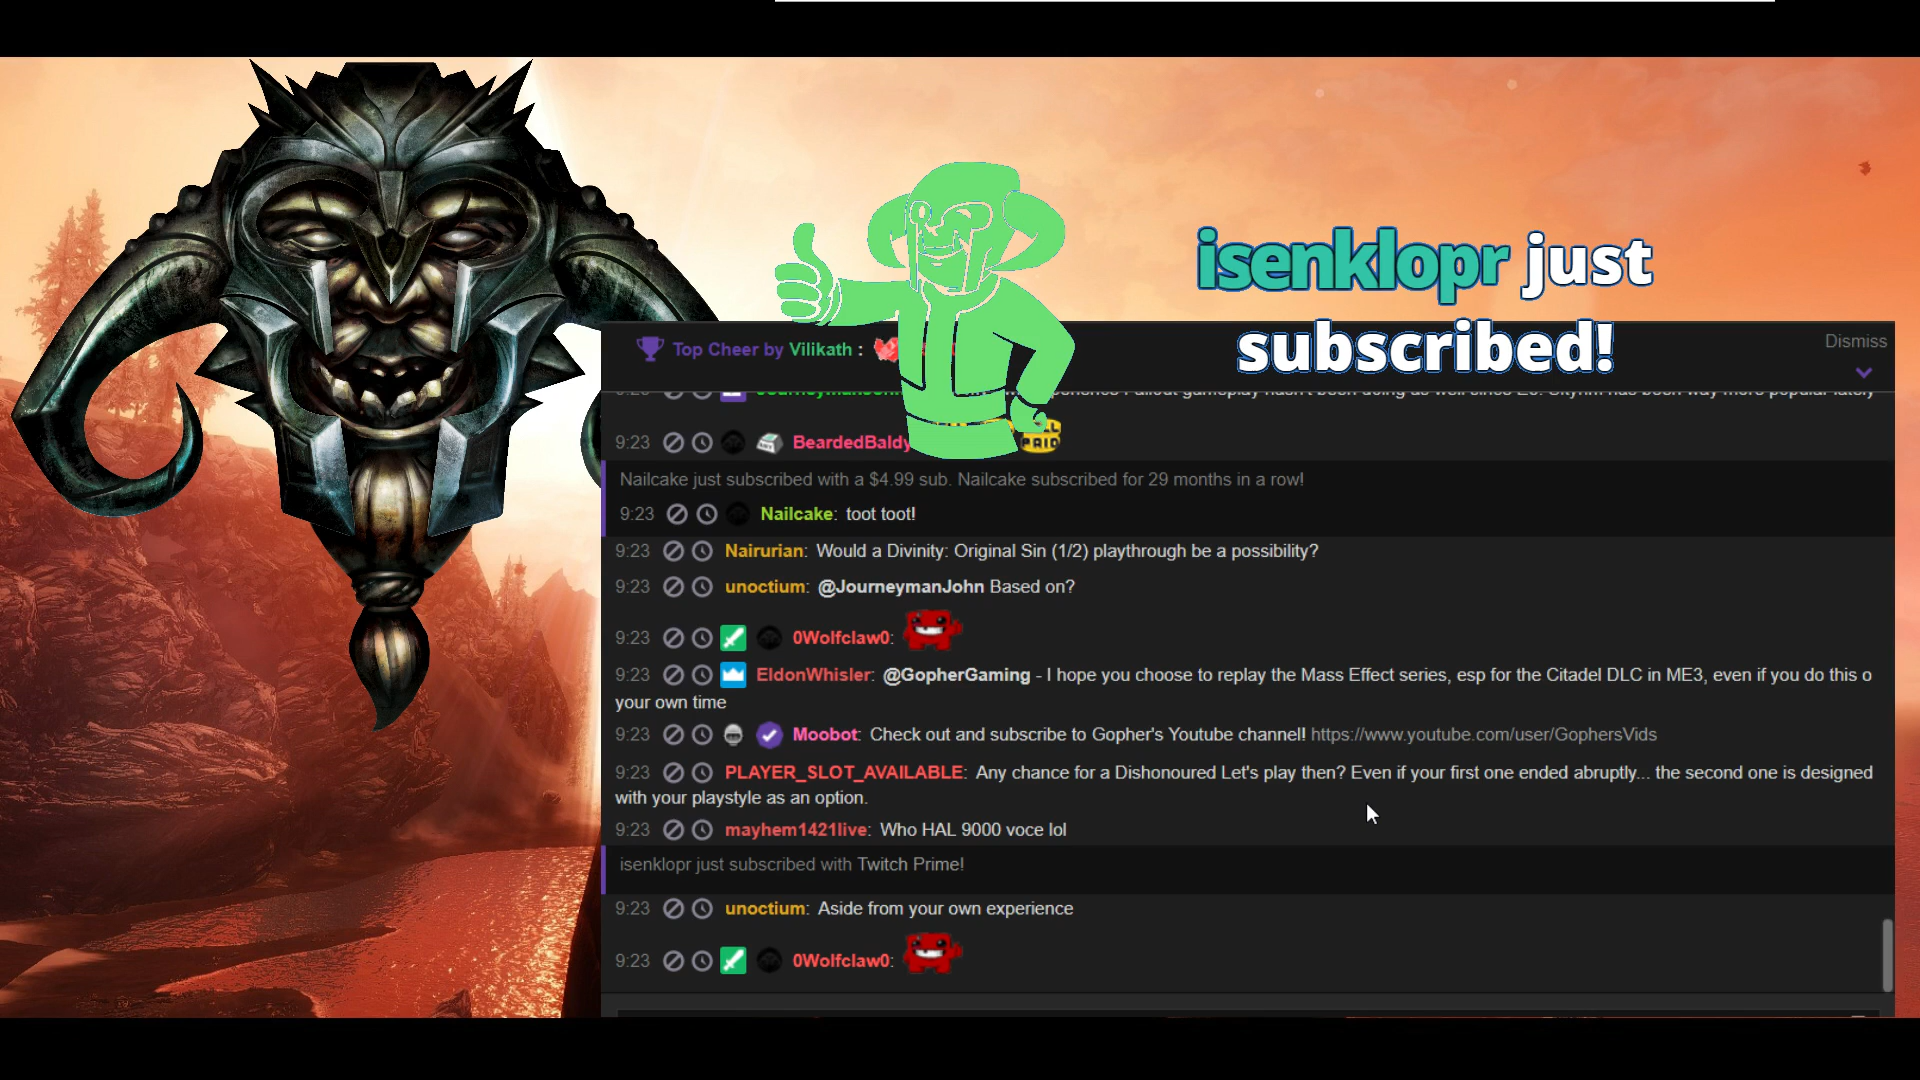 isenklopr just
subscribed!
Top Cheer by Vilikath :
Dismiss
9:23 BeardedBaldy
PAID
Nailcake just subscribed with a $4.99 sub. Nailcake subscribed for 29 months in a row!
9:23 Nailcake: toot toot!
9:23 Nairurian: Would a Divinity: Original Sin (1/2) playthrough be a possibility?
9:23 unoctium: @JourneymanJohn Based on?
9:23 0Wolfclaw0:
9:23 EldonWhisler: @GopherGaming - I hope you choose to replay the Mass Effect series, esp for the Citadel DLC in ME3, even if you do this o
your own time
9:23 Moobot: Check out and subscribe to Gopher's Youtube channel! https://www.youtube.com/user/GophersVids
9:23 PLAYER_SLOT_AVAILABLE: Any chance for a Dishonoured Let's play then? Even if your first one ended abruptly... the second one is designed
with your playstyle as an option.
9:23 mayhem1421live: Who HAL 9000 voce lol
isenklopr just subscribed with Twitch Prime!
9:23 unoctium: Aside from your own experience
9:23 0Wolfclaw0: